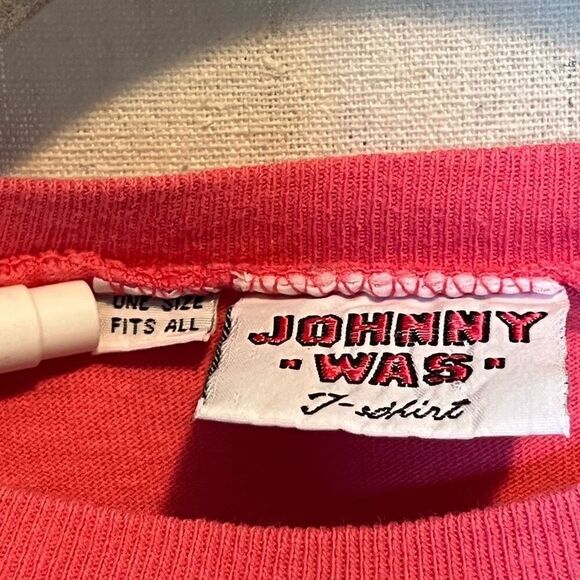 ONE SIZE
FITS ALL
JOHNNY
-WAS-
T-shirt